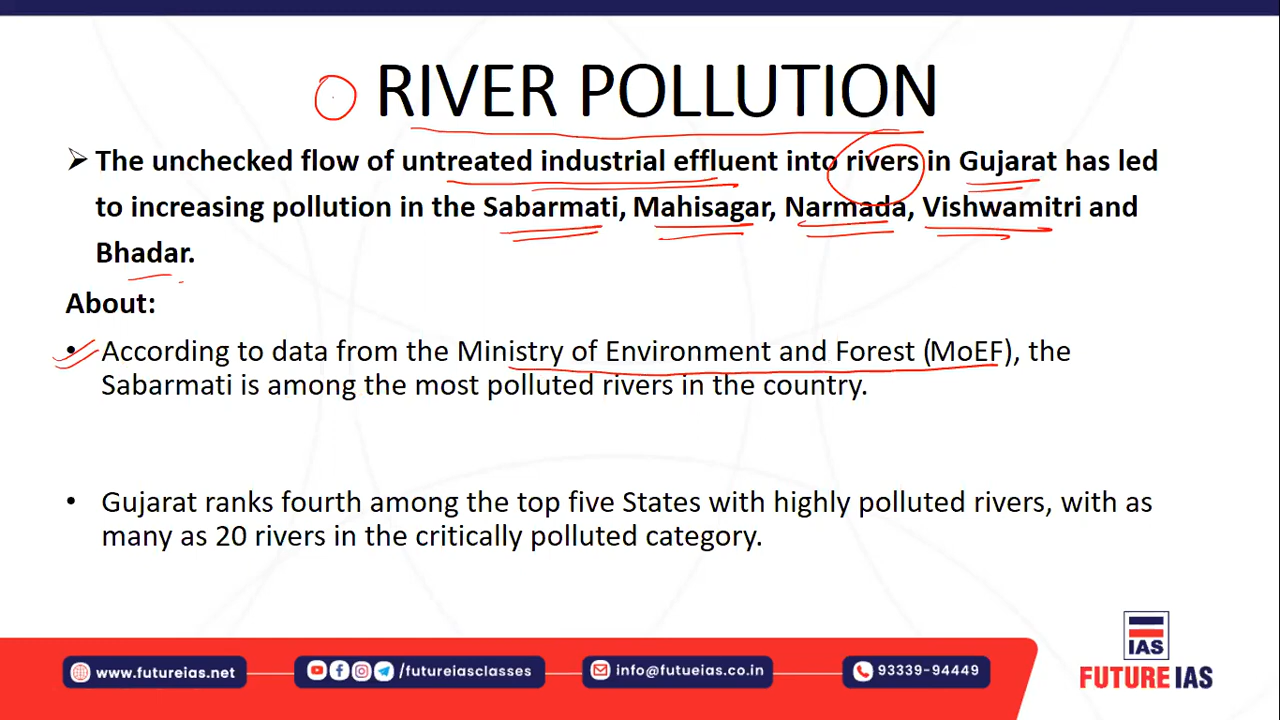 RIVER POLLUTION
➢ The unchecked flow of untreated industrial effluent into rivers in Gujarat has led
to increasing pollution in the Sabarmati, Mahisagar, Narmada, Vishwamitri and
Bhadar.
About:
• According to data from the Ministry of Environment and Forest (MoEF), the
Sabarmati is among the most polluted rivers in the country.
• Gujarat ranks fourth among the top five States with highly polluted rivers, with as
many as 20 rivers in the critically polluted category.
www.futureias.net
/futureiasclasses
info@futueias.co.in
93339-94449
IAS
FUTURE IAS